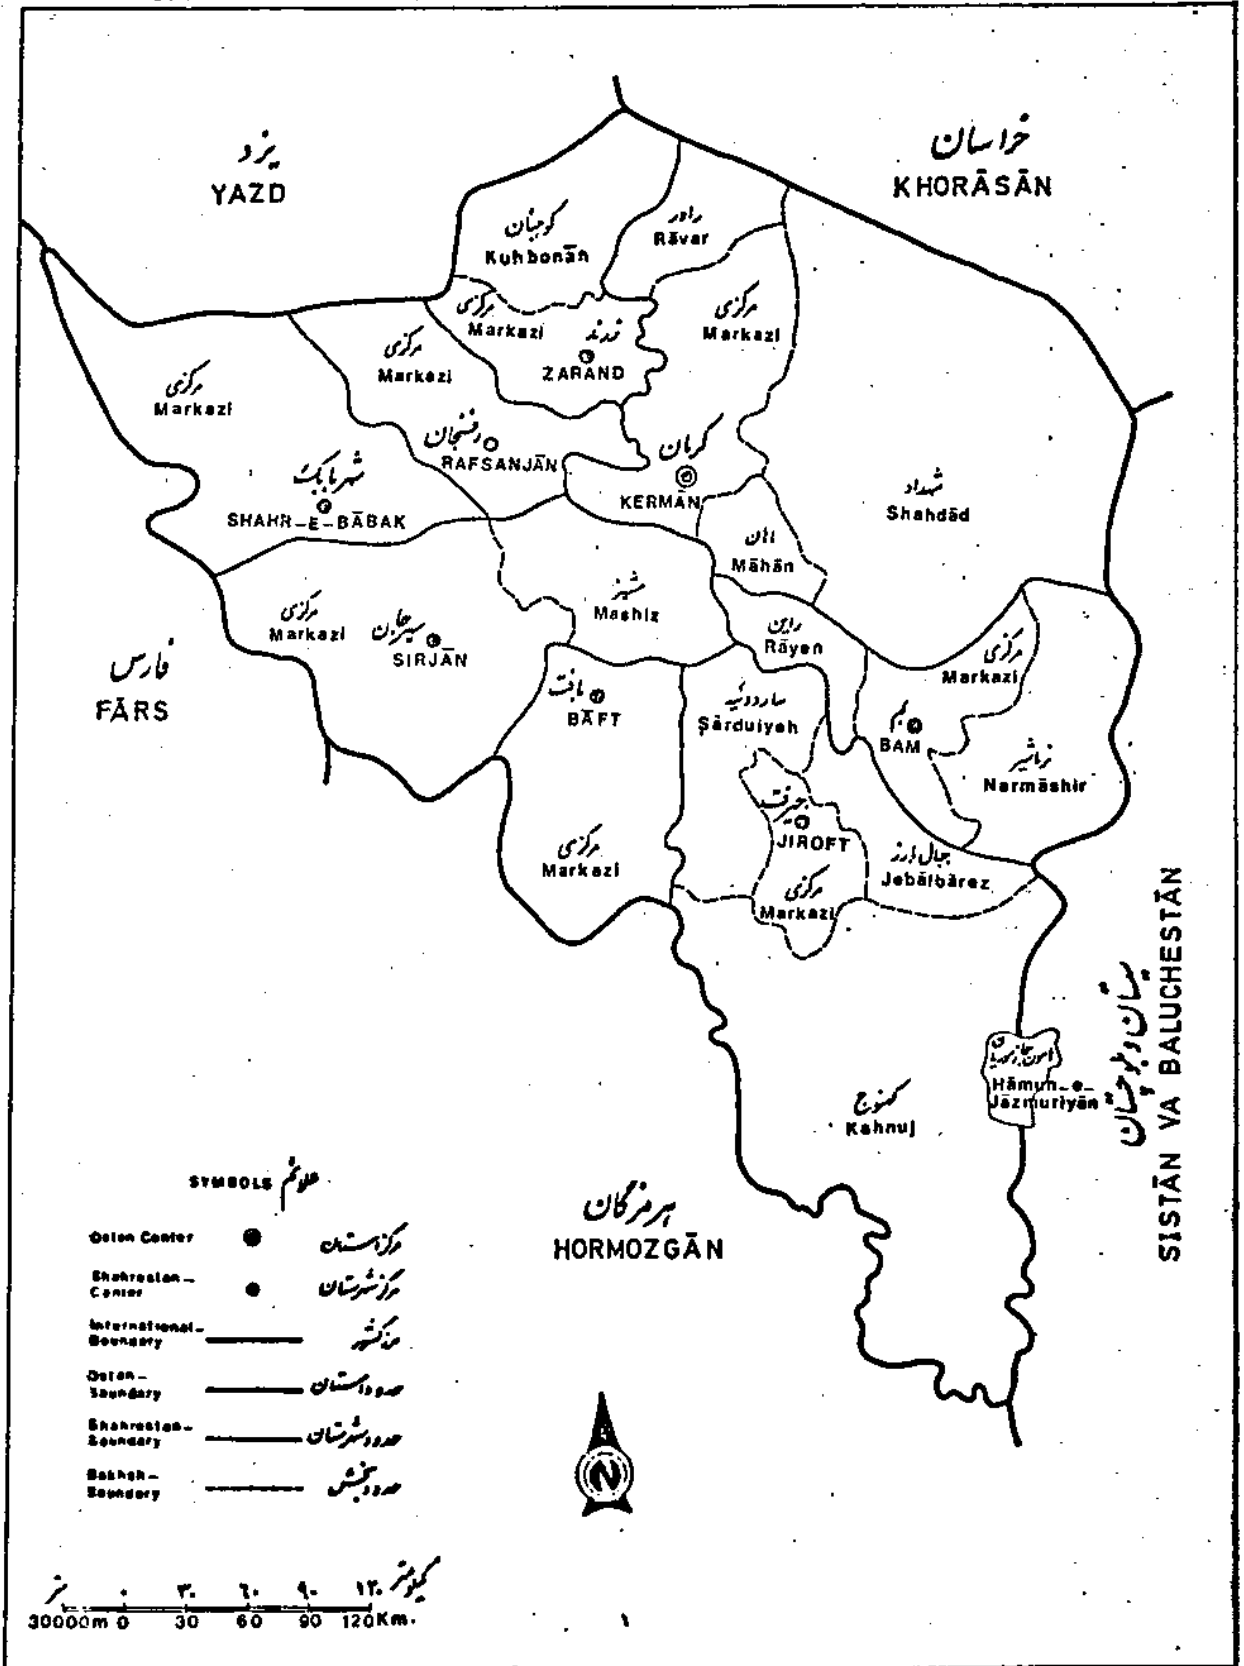 یزد
YAZD
خراسان
KHORĀSĀN
کوهبنان
Kuhbonān
راور
Rāvar
مرکزی
Markazi
زرند
ZARAND
مرکزی
Markazi
مرکزی
Markazi
مرکزی
Markazi
رفسنجان
RAFSANJĀN
کرمان
KERMĀN
شهربابک
SHAHR-E-BĀBAK
شهداد
Shahdād
ماهان
Māhān
مشیز
Mashiz
مرکزی
Markazi
سیرجان
SIRJĀN
راین
Rāyen
مرکزی
Markazi
فارس
FĀRS
بافت
BĀFT
ساردوئیه
Sārduiyeh
بم
BAM
نرماشیر
Narmāshir
جیرفت
JIROFT
مرکزی
Markazi
مرکزی
Markazi
جبال بارز
Jebālbārez
سیستان و بلوچستان
SISTĀN VA BALUCHESTĀN
هامون جازموریان
Hāmun-e-
Jāzmuriyān
کهنوج
Kahnuj
هرمزگان
HORMOZGĀN
SYMBOLS علائم
Ostan Center مرکز استان
Shahrestan-
Center مرکز شهرستان
International-
Boundary مرز کشور
Ostan-
Boundary حدود استان
Shahrestan-
Boundary حدود شهرستان
Bakhsh-
Boundary حدود بخش
N
متر ۰ ۳۰ ۶۰ ۹۰ ۱۲۰ کیلومتر
30000m 0 30 60 90 120Km.